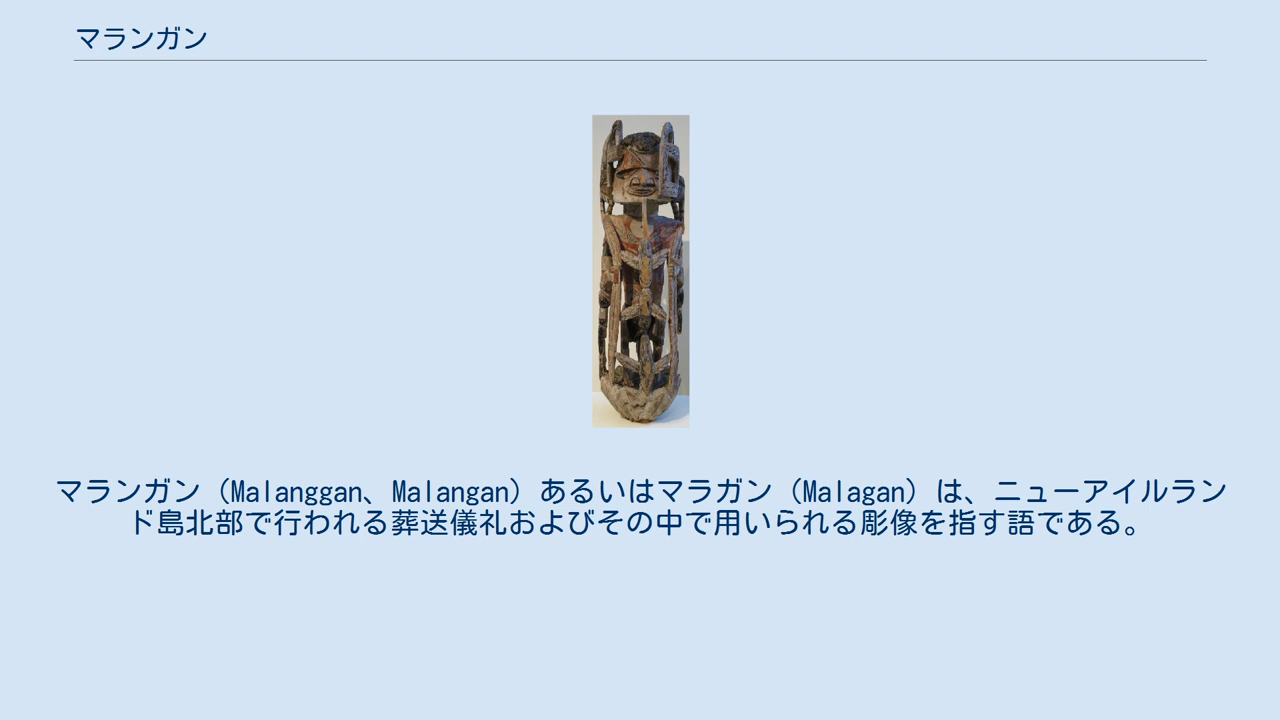 マランガン
マランガン（Malanggan、Malangan）あるいはマラガン（Malagan）は、ニューアイルラン
ド島北部で行われる葬送儀礼およびその中で用いられる彫像を指す語である。